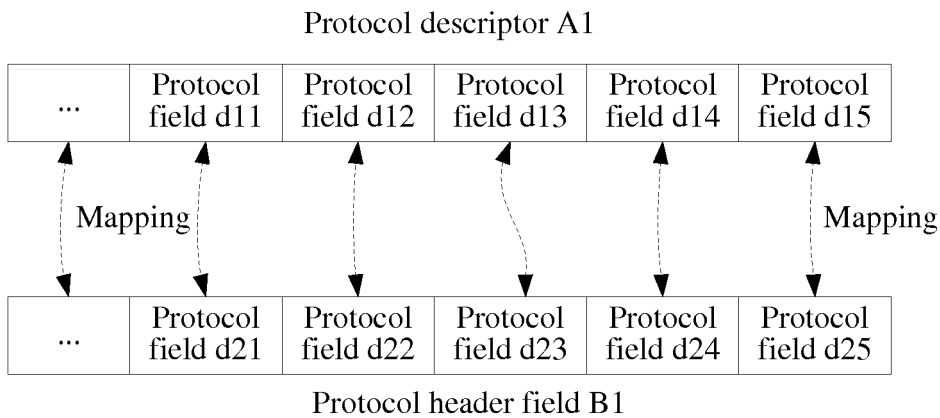 Protocol descriptor A1
... Protocol Protocol Protocol Protocol Protocol
field d11 field d12 field d13 field d14 field d15
Mapping Mapping
... Protocol Protocol Protocol Protocol Protocol
field d21 field d22 field d23 field d24 field d25
Protocol header field B1